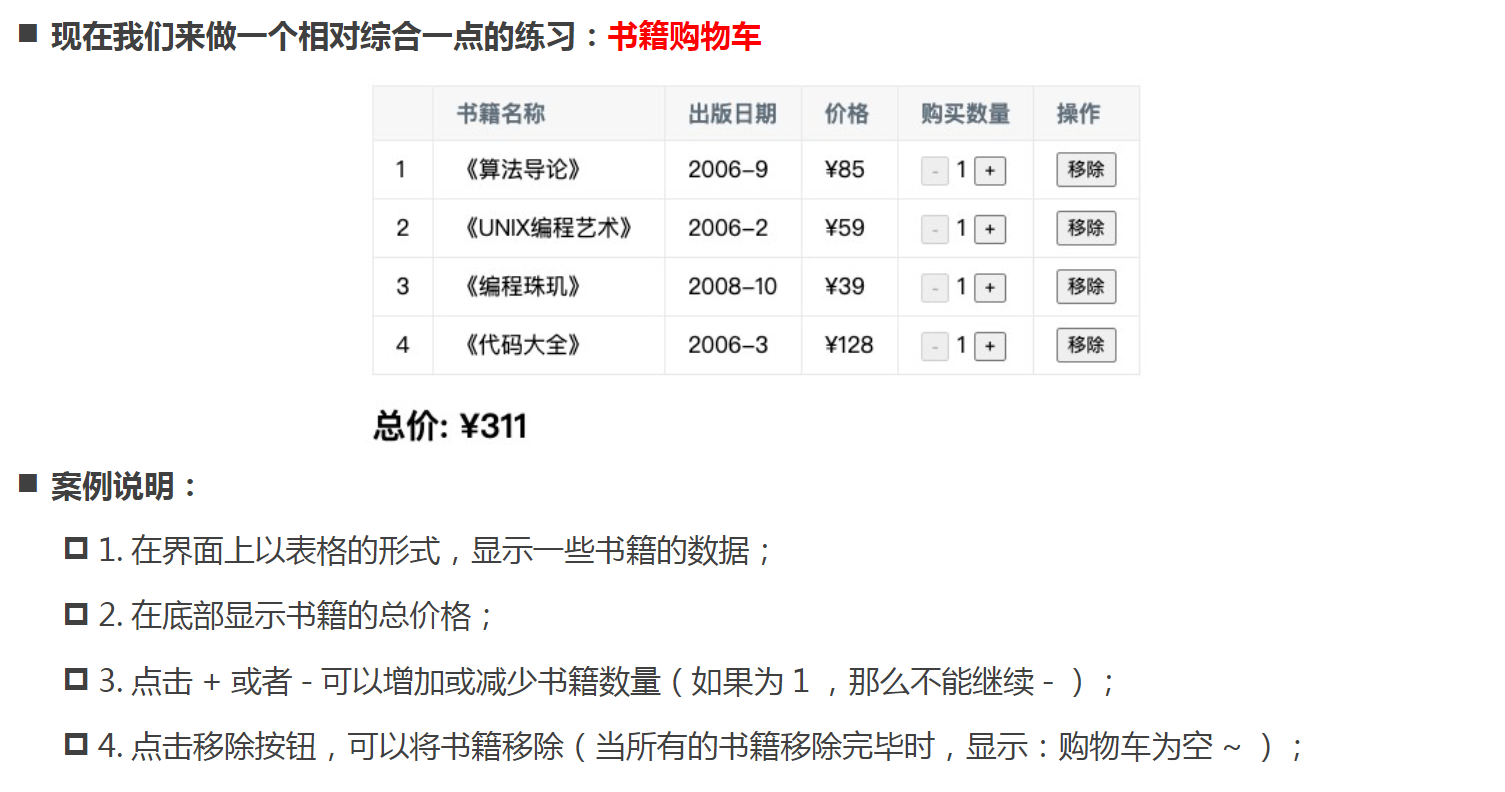 现在我们来做一个相对综合一点的练习：书籍购物车
书籍名称 出版日期 价格 购买数量 操作
1 《算法导论》 2006-9 ¥85 - 1 + 移除
2 《UNIX编程艺术》 2006-2 ¥59 - 1 + 移除
3 《编程珠玑》 2008-10 ¥39 - 1 + 移除
4 《代码大全》 2006-3 ¥128 - 1 + 移除
总价: ¥311
案例说明：
1. 在界面上以表格的形式，显示一些书籍的数据；
2. 在底部显示书籍的总价格；
3. 点击 + 或者 - 可以增加或减少书籍数量（如果为 1 ，那么不能继续 - ）；
4. 点击移除按钮，可以将书籍移除（当所有的书籍移除完毕时，显示：购物车为空 ~ ）；